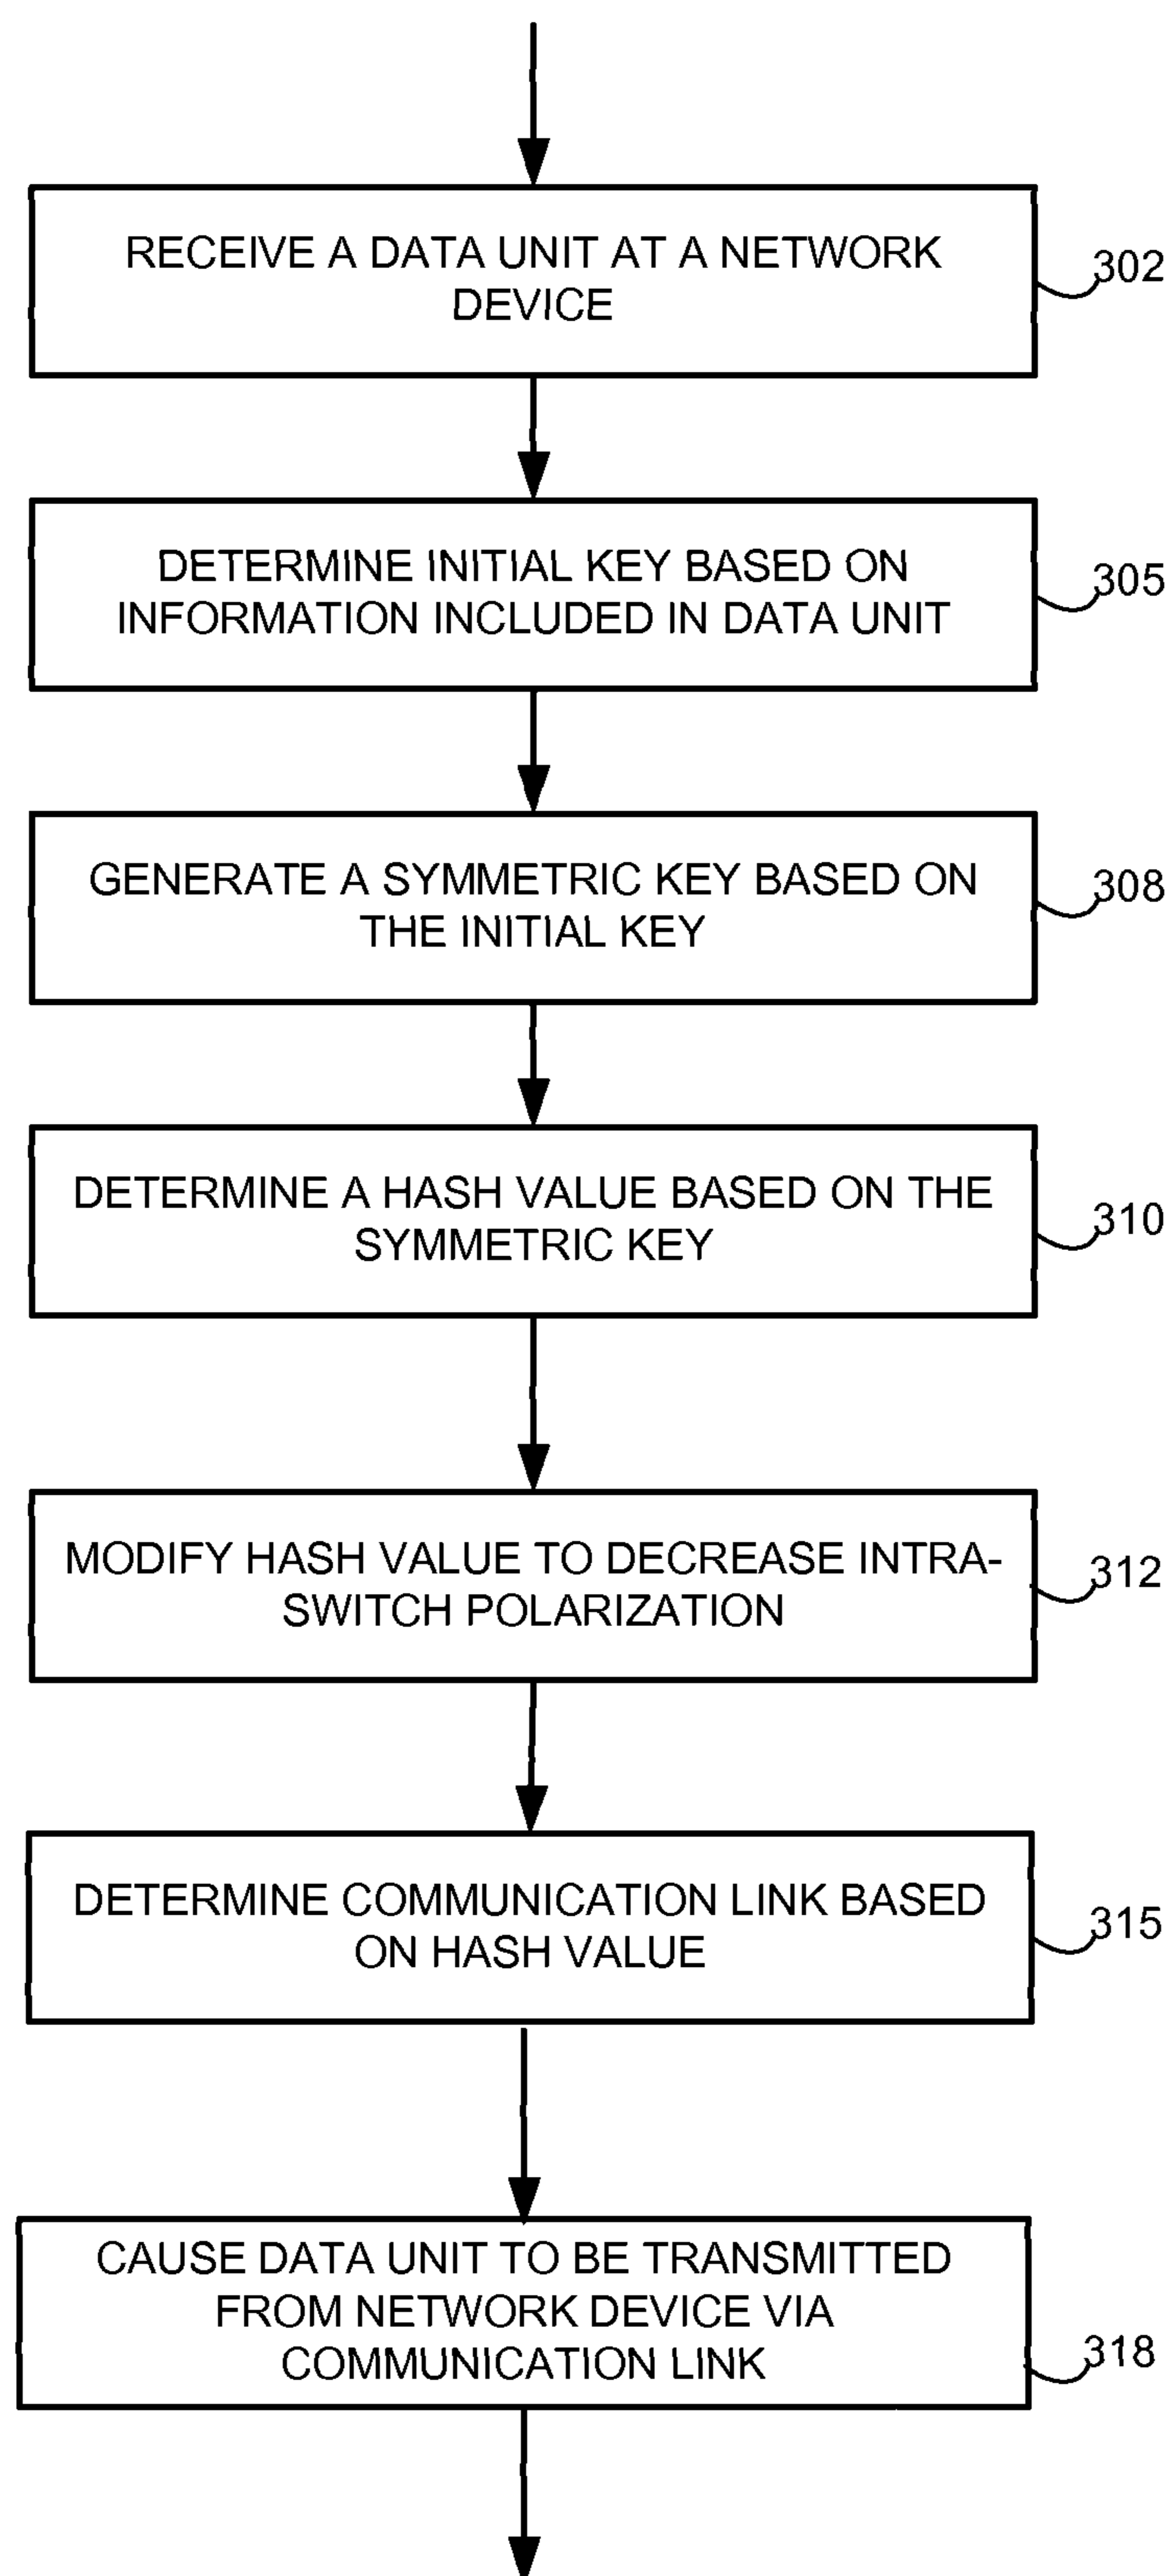 RECEIVE A DATA UNIT AT A NETWORK
DEVICE
302
DETERMINE INITIAL KEY BASED ON
INFORMATION INCLUDED IN DATA UNIT
305
GENERATE A SYMMETRIC KEY BASED ON
THE INITIAL KEY
308
DETERMINE A HASH VALUE BASED ON THE
SYMMETRIC KEY
310
MODIFY HASH VALUE TO DECREASE INTRA-
SWITCH POLARIZATION
312
DETERMINE COMMUNICATION LINK BASED
ON HASH VALUE
315
CAUSE DATA UNIT TO BE TRANSMITTED
FROM NETWORK DEVICE VIA
COMMUNICATION LINK
318